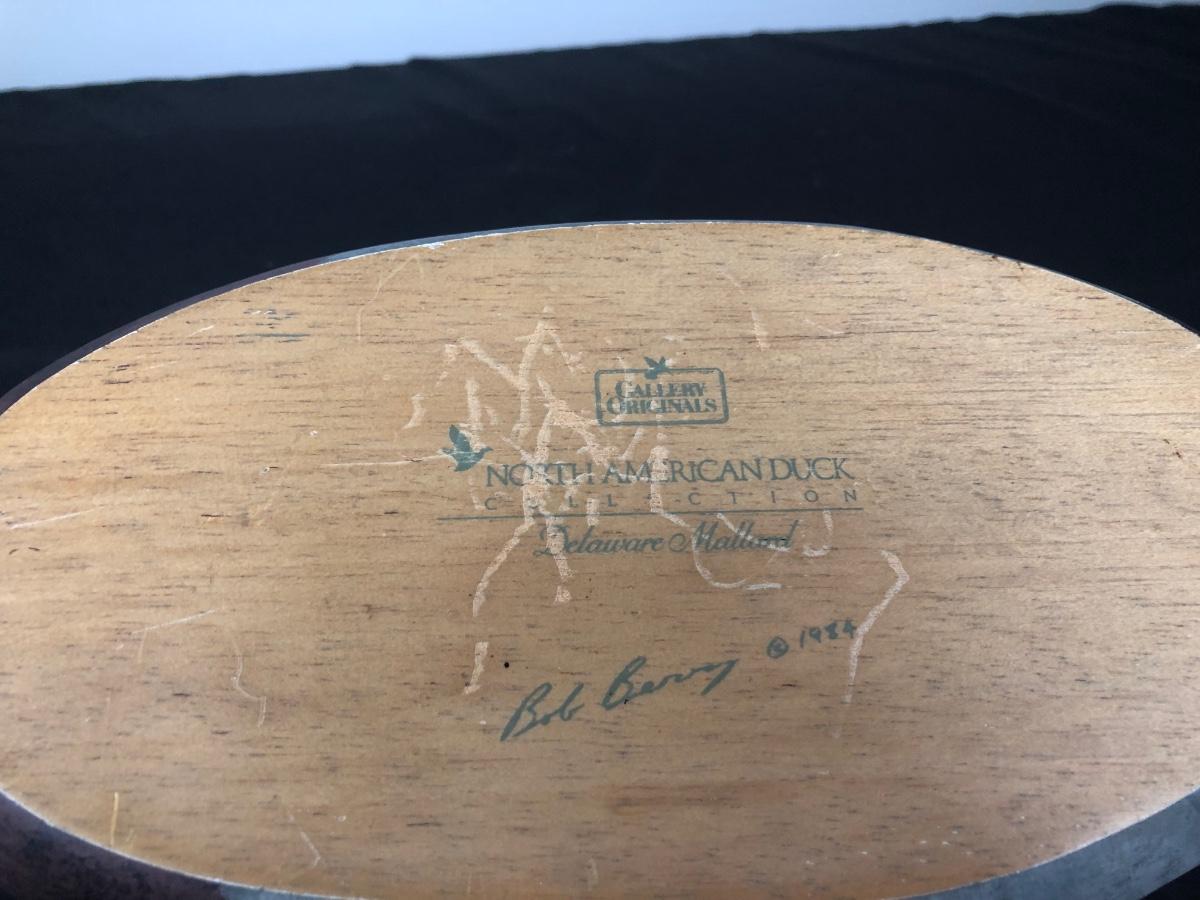 GALLERY
ORIGINALS
NORTH AMERICAN DUCK
COLLECTION
Delaware Mallard
Bob Berry © 1984